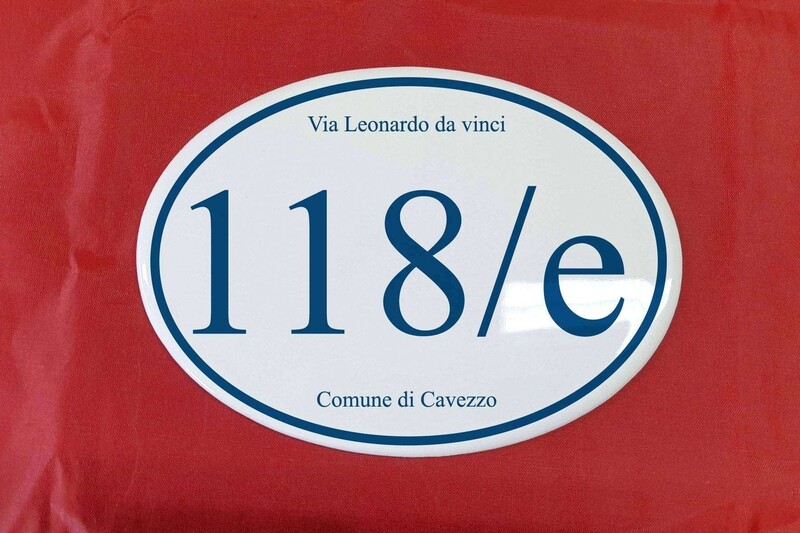 Via Leonardo da vinci
118/e
Comune di Cavezzo